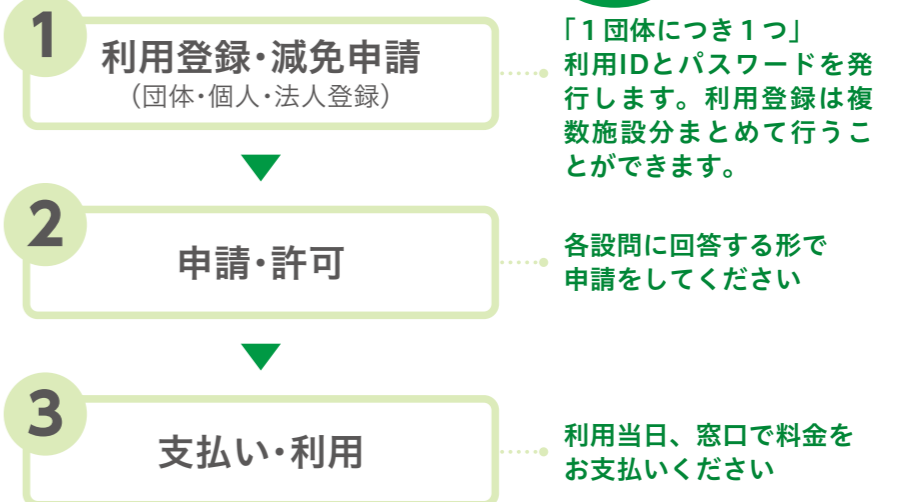 1
利用登録・減免申請
（団体・個人・法人登録）
「１団体につき１つ」
利用IDとパスワードを発
行します。利用登録は複
数施設分まとめて行うこ
とができます。
2
申請・許可
各設問に回答する形で
申請をしてください
3
支払い・利用
利用当日、窓口で料金を
お支払いください